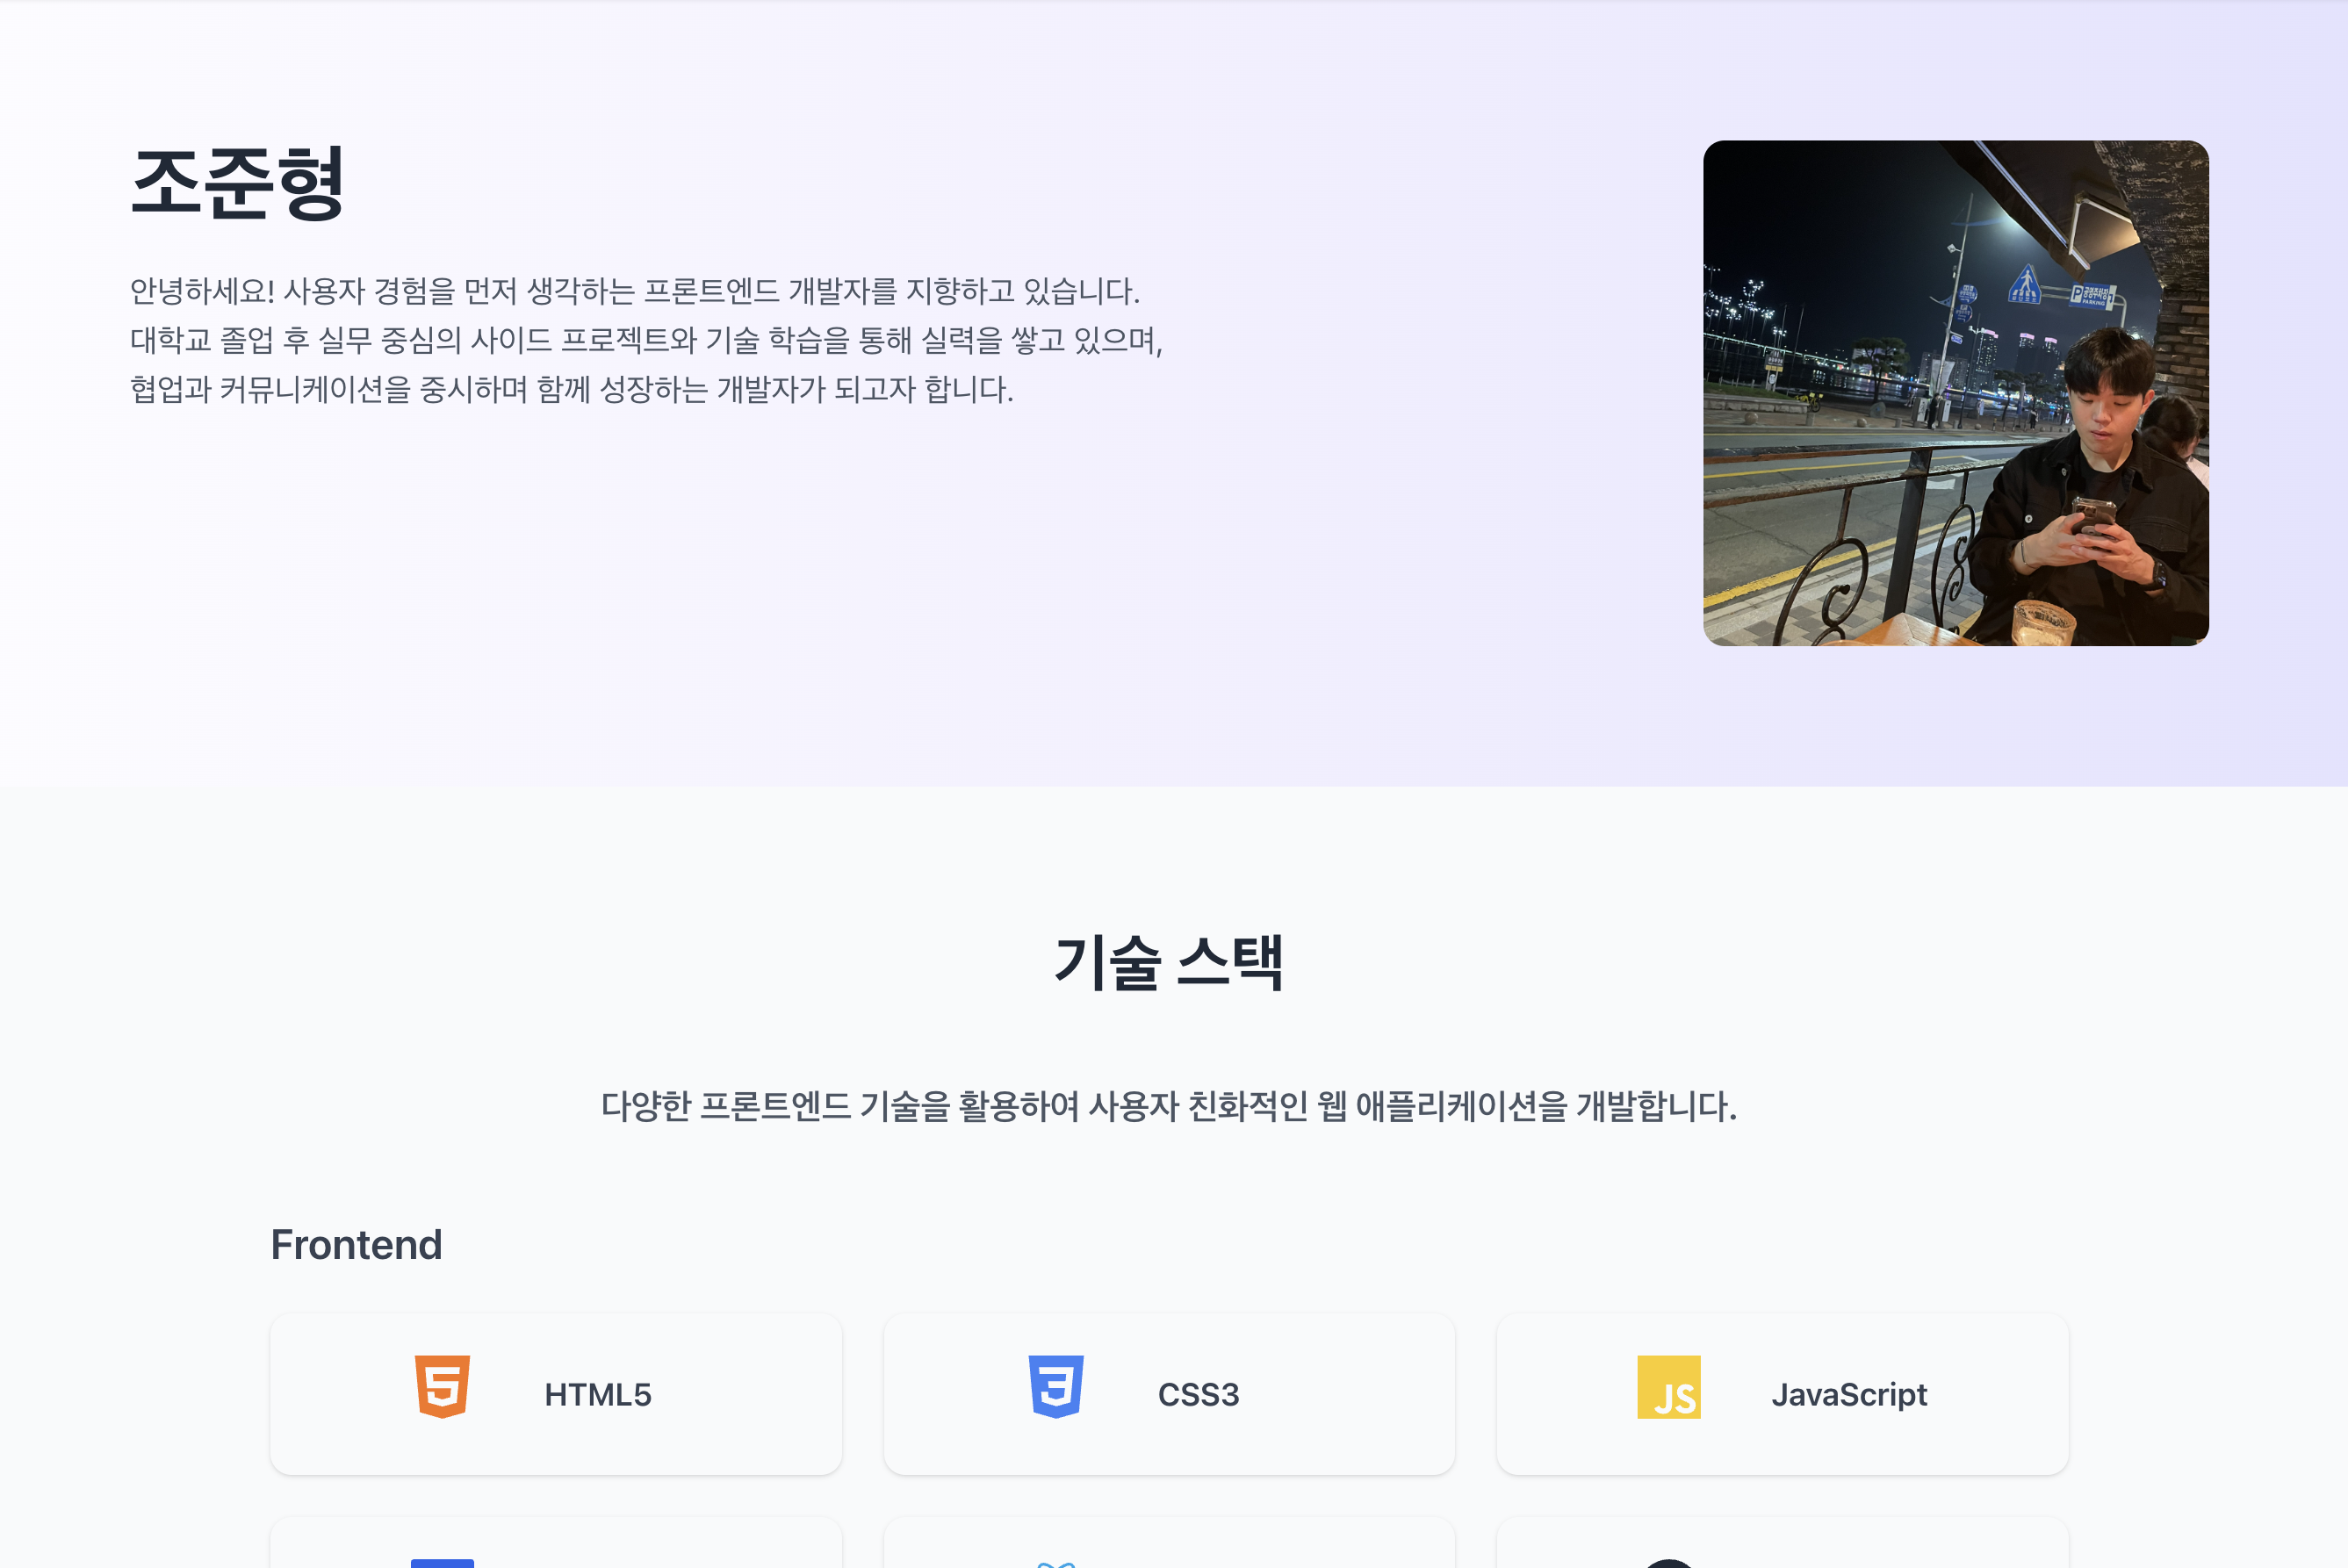 조준형
안녕하세요! 사용자 경험을 먼저 생각하는 프론트엔드 개발자를 지향하고 있습니다.
대학교 졸업 후 실무 중심의 사이드 프로젝트와 기술 학습을 통해 실력을 쌓고 있으며,
협업과 커뮤니케이션을 중시하며 함께 성장하는 개발자가 되고자 합니다.
P 공영주차장
PARKING
기술 스택
다양한 프론트엔드 기술을 활용하여 사용자 친화적인 웹 애플리케이션을 개발합니다.
Frontend
HTML5
CSS3
JS
JavaScript